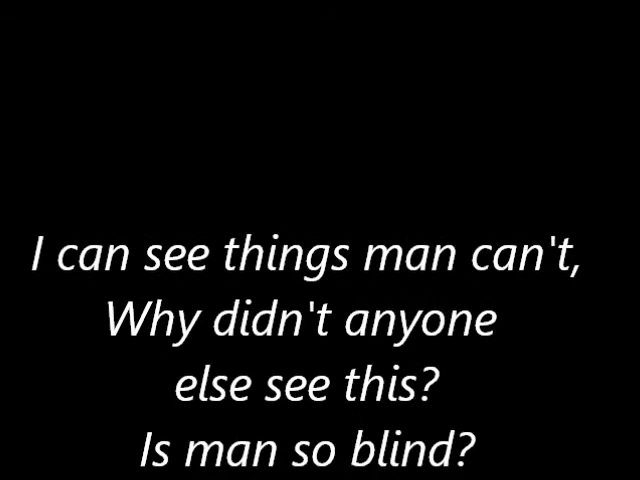 I can see things man can't,
Why didn't anyone
else see this?
Is man so blind?